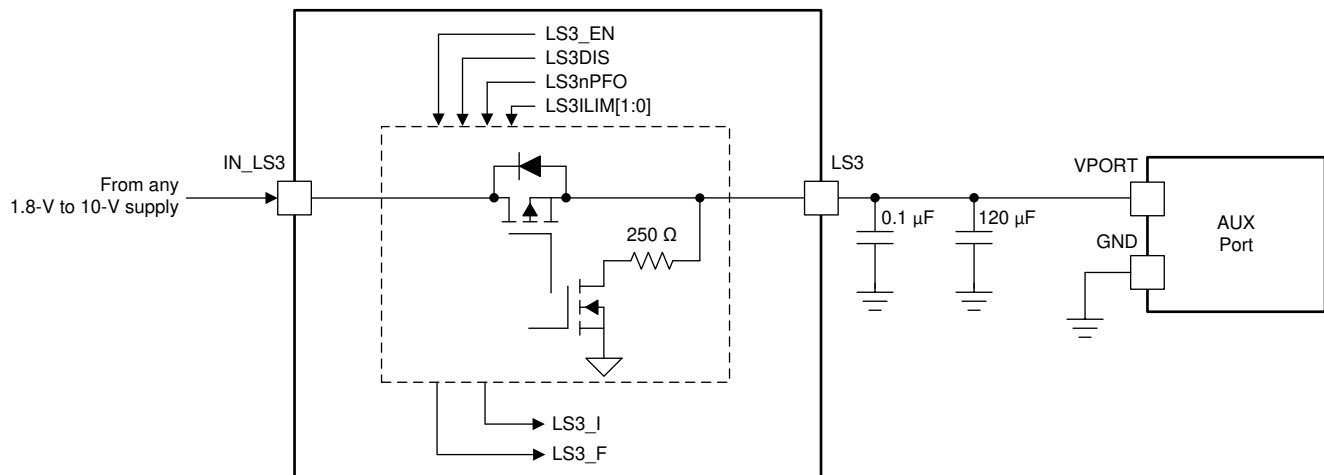 LS3_EN
LS3DIS
LS3nPFO
LS3ILIM[1:0]
IN_LS3
From any
1.8-V to 10-V supply
LS3
VPORT
0.1 µF
120 µF
GND
AUX
Port
250 Ω
LS3_I
LS3_F